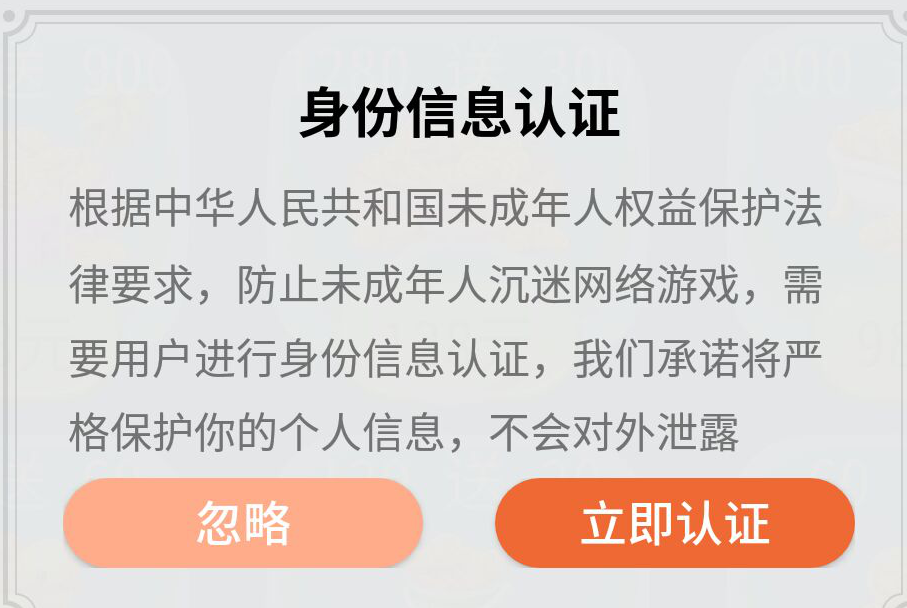 身份信息认证
根据中华人民共和国未成年人权益保护法
律要求，防止未成年人沉迷网络游戏，需
要用户进行身份信息认证，我们承诺将严
格保护你的个人信息，不会对外泄露
忽略 立即认证